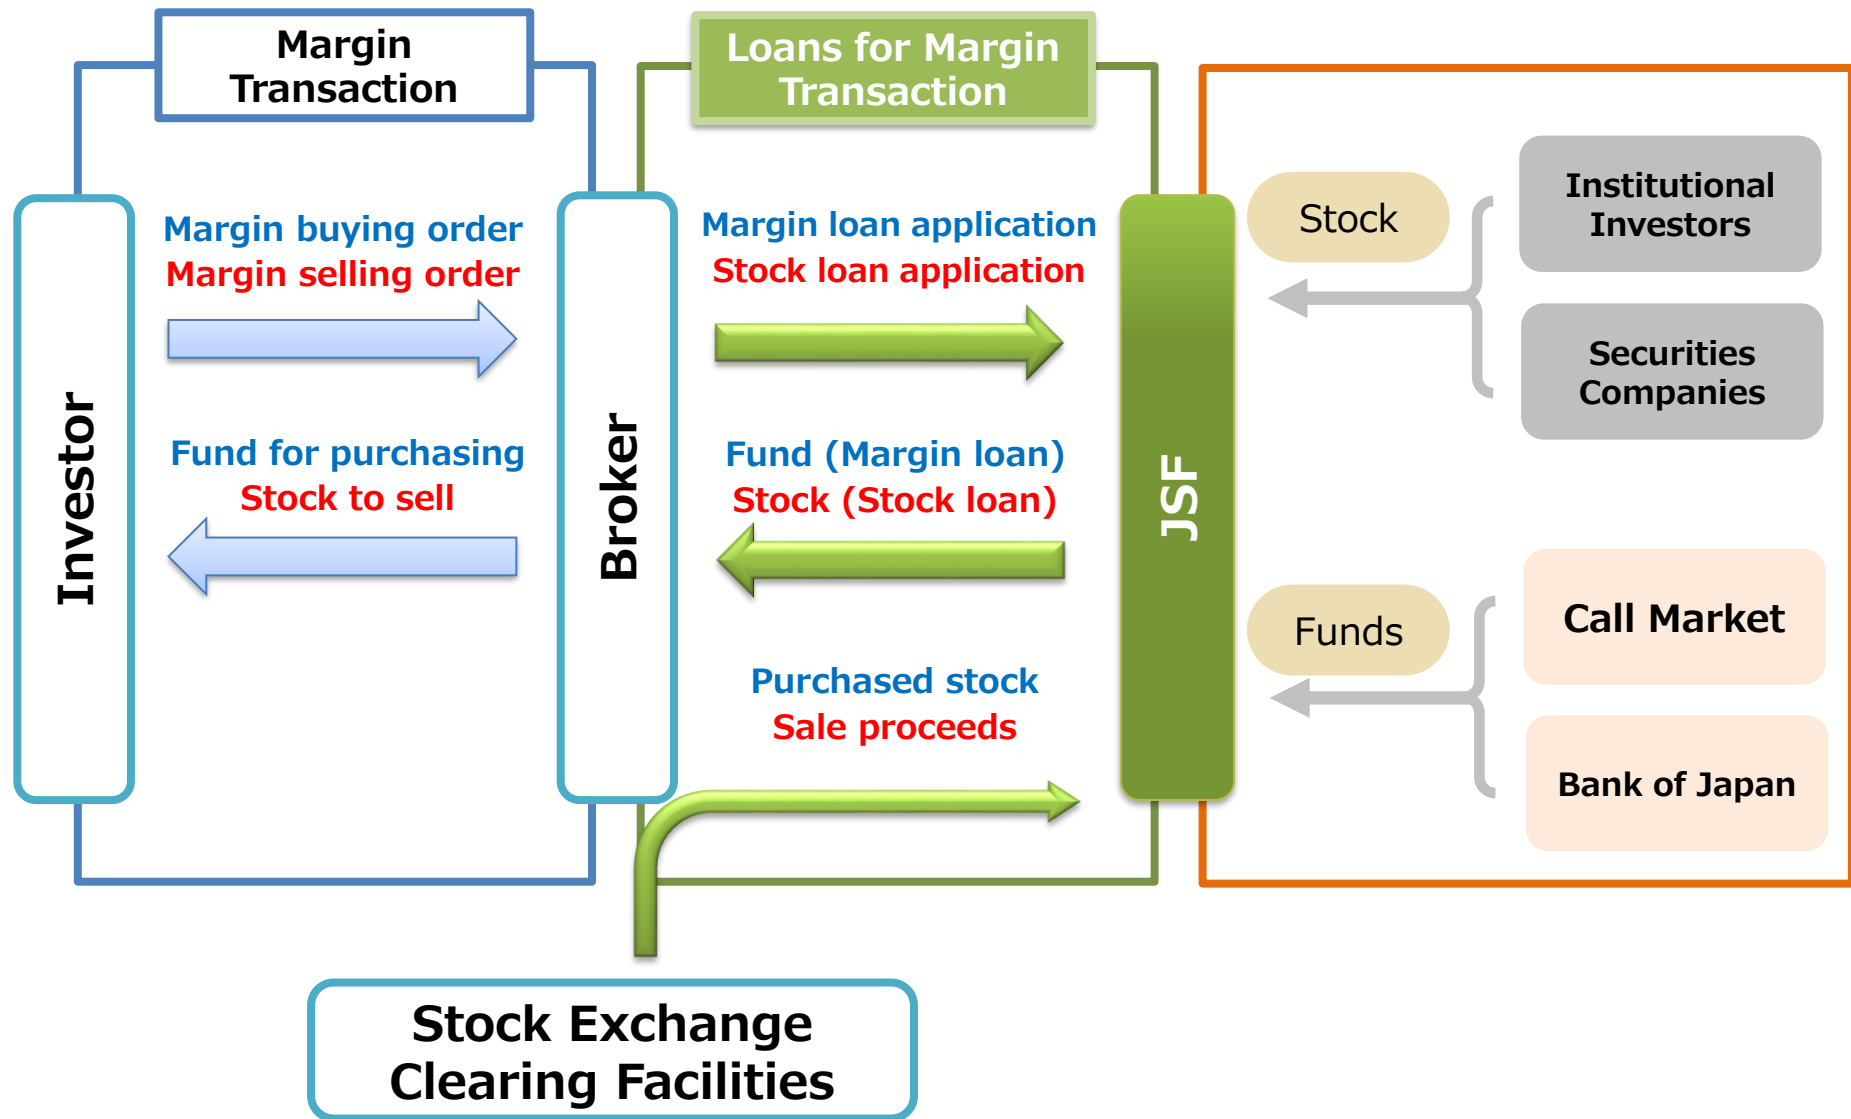 Margin
Transaction
Loans for Margin
Transaction
Investor
Margin buying order
Margin selling order
Fund for purchasing
Stock to sell
Broker
Margin loan application
Stock loan application
Fund (Margin loan)
Stock (Stock loan)
Purchased stock
Sale proceeds
JSF
Stock
Institutional
Investors
Securities
Companies
Funds
Call Market
Bank of Japan
Stock Exchange
Clearing Facilities